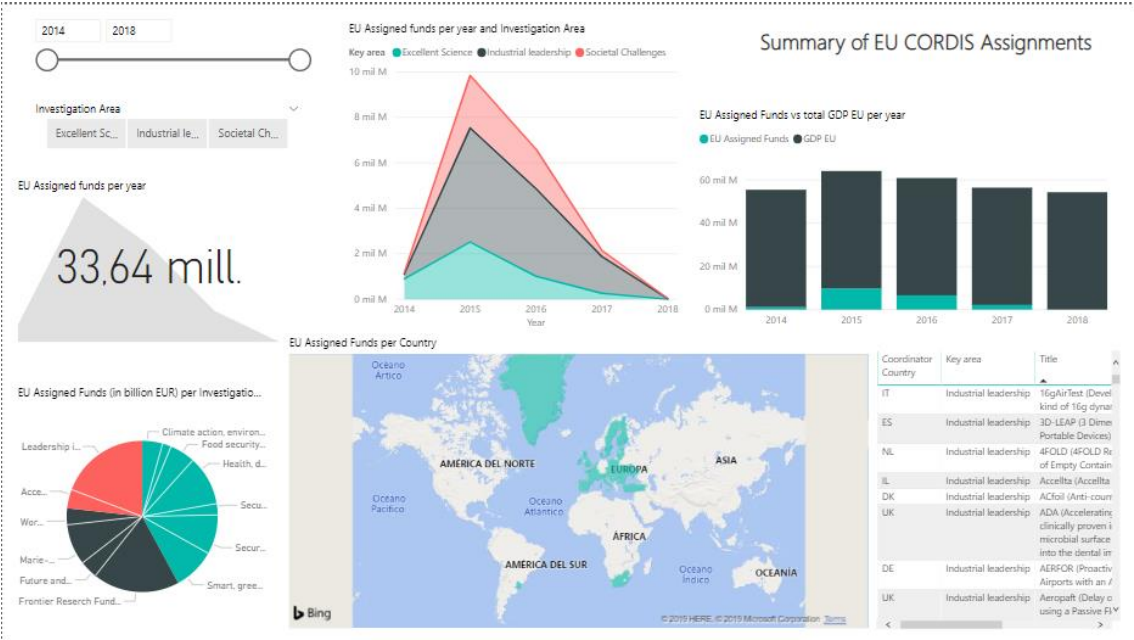 2014 2018
Investigation Area
Excellent Sc... Industrial le... Societal Ch...
EU Assigned funds per year
33,64 mill.
EU Assigned funds per year and Investigation Area
Key area Excellent Science Industrial leadership Societal Challenges
10 mil M
8 mil M
6 mil M
4 mil M
2 mil M
0 mil M
2014 2015 2016 2017 2018
Year
Summary of EU CORDIS Assignments
EU Assigned Funds vs total GDP EU per year
EU Assigned Funds GDP EU
60 mil M
40 mil M
20 mil M
0 mil M
2014 2015 2016 2017 2018
EU Assigned Funds (in billion EUR) per Investigatio...
Climate action, environ...
Food security...
Health, d...
Secu...
Secur...
Smart, gree...
Leadership i...
Acce...
Wor...
Marie-...
Future and...
Frontier Reserch Fund...
EU Assigned Funds per Country
Oceano
Ártico
AMÉRICA DEL NORTE
EUROPA
ASIA
Oceano
Pacífico
Oceano
Atlántico
ÁFRICA
AMÉRICA DEL SUR
Oceano
Índico
OCEANÍA
Bing
© 2019 HERE, © 2019 Microsoft Corporation Terms
Coordinator Key area Title
Country
IT Industrial leadership 16gAirTest (Devel
kind of 16g dynar
ES Industrial leadership 3D-LEAP (3 Dime
Portable Devices)
NL Industrial leadership 4FOLD (4FOLD Re
of Empty Contain
IL Industrial leadership Accellta (Accellta
DK Industrial leadership ACfoil (Anti-coun
UK Industrial leadership ADA (Accelerating
clinically proven i
microbial surface
into the dental im
DE Industrial leadership AERFOR (Proactiv
Airports with an A
UK Industrial leadership Aeropaft (Delay o
using a Passive Fl